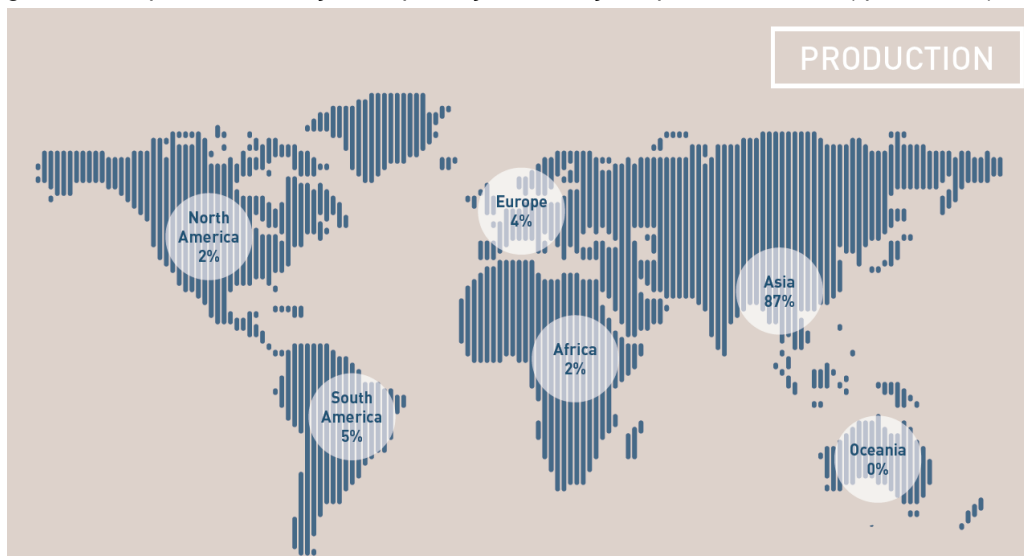 PRODUCTION
North
America
2%
Europe
4%
Asia
87%
Africa
2%
South
America
5%
Oceania
0%